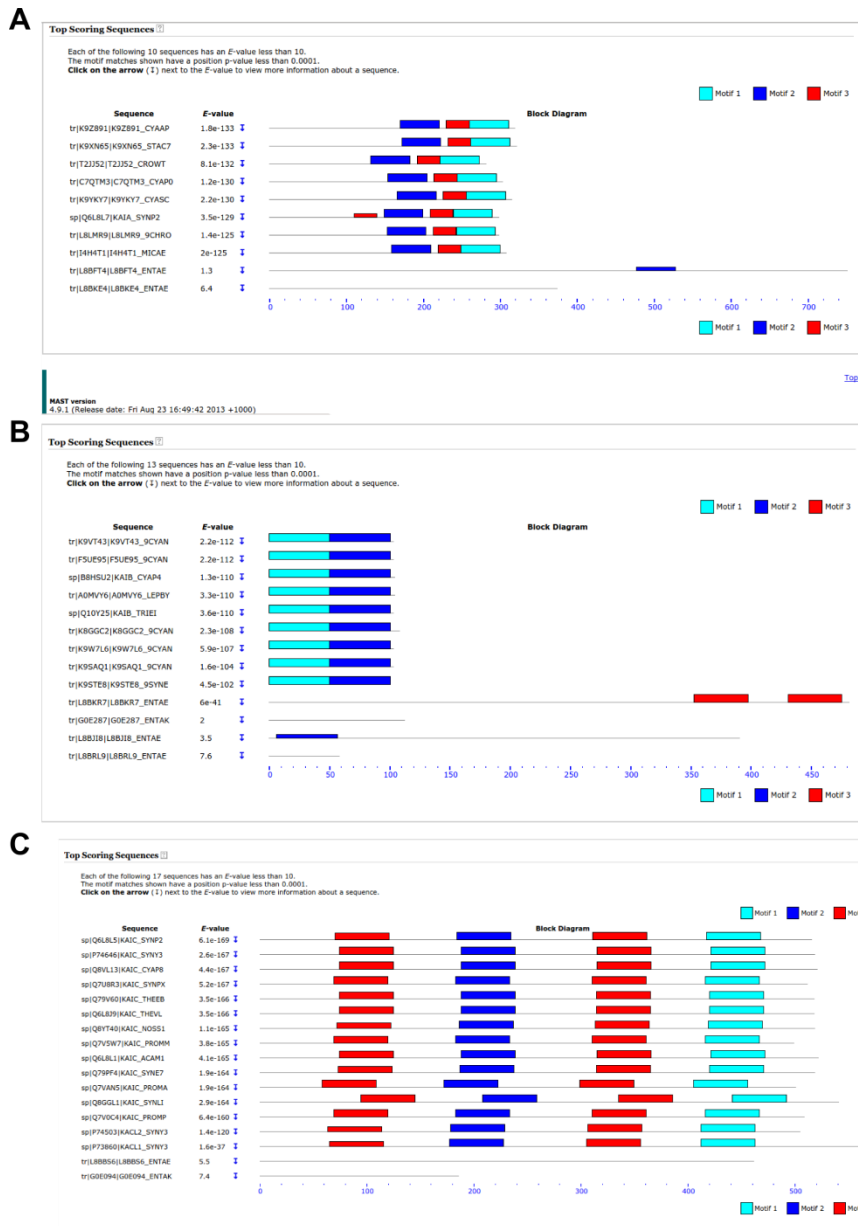 A
Top Scoring Sequences ?
Each of the following 10 sequences has an E-value less than 10.
The motif matches shown have a position p-value less than 0.0001.
Click on the arrow (↧) next to the E-value to view more information about a sequence.
Motif 1 Motif 2 Motif 3
Sequence E-value Block Diagram
tr|K9Z891|K9Z891_CYAAP 1.8e-133 ↧
tr|K9XN65|K9XN65_STAC7 2.3e-133 ↧
tr|T2JJ52|T2JJ52_CROWT 8.1e-132 ↧
tr|C7QTM3|C7QTM3_CYAP0 1.2e-130 ↧
tr|K9YKY7|K9YKY7_CYASC 2.2e-130 ↧
sp|Q6L8L7|KAIA_SYNP2 3.5e-129 ↧
tr|L8LMR9|L8LMR9_9CHRO 1.4e-125 ↧
tr|I4H4T1|I4H4T1_MICAE 2e-125 ↧
tr|L8BFT4|L8BFT4_ENTAE 1.3 ↧
tr|L8BKE4|L8BKE4_ENTAE 6.4 ↧
0 100 200 300 400 500 600 700
Motif 1 Motif 2 Motif 3
Top
MAST version
4.9.1 (Release date: Fri Aug 23 16:49:42 2013 +1000)
B
Top Scoring Sequences ?
Each of the following 13 sequences has an E-value less than 10.
The motif matches shown have a position p-value less than 0.0001.
Click on the arrow (↧) next to the E-value to view more information about a sequence.
Motif 1 Motif 2 Motif 3
Sequence E-value Block Diagram
tr|K9VT43|K9VT43_9CYAN 2.2e-112 ↧
tr|F5UE95|F5UE95_9CYAN 2.2e-112 ↧
sp|B8HSU2|KAIB_CYAP4 1.3e-110 ↧
tr|A0MVY6|A0MVY6_LEPBY 3.3e-110 ↧
sp|Q10Y25|KAIB_TRIEI 3.6e-110 ↧
tr|K8GGC2|K8GGC2_9CYAN 2.3e-108 ↧
tr|K9W7L6|K9W7L6_9CYAN 5.9e-107 ↧
tr|K9SAQ1|K9SAQ1_9CYAN 1.6e-104 ↧
tr|K9STE8|K9STE8_9SYNE 4.5e-102 ↧
tr|L8BKR7|L8BKR7_ENTAE 6e-41 ↧
tr|G0E287|G0E287_ENTAK 2 ↧
tr|L8BJI8|L8BJI8_ENTAE 3.5 ↧
tr|L8BRL9|L8BRL9_ENTAE 7.6 ↧
0 50 100 150 200 250 300 350 400 450
Motif 1 Motif 2 Motif 3
C
Top Scoring Sequences ?
Each of the following 17 sequences has an E-value less than 10.
The motif matches shown have a position p-value less than 0.0001.
Click on the arrow (↧) next to the E-value to view more information about a sequence.
Motif 1 Motif 2 Mot
Sequence E-value Block Diagram
sp|Q6L8L5|KAIC_SYNP2 6.1e-169 ↧
sp|P74646|KAIC_SYNY3 2.6e-167 ↧
sp|Q8VL13|KAIC_CYAP8 4.4e-167 ↧
sp|Q7U8R3|KAIC_SYNPX 5.2e-167 ↧
sp|Q79V60|KAIC_THEEB 3.5e-166 ↧
sp|Q6L8J9|KAIC_THEVL 3.5e-166 ↧
sp|Q8YT40|KAIC_NOSS1 1.1e-165 ↧
sp|Q7V5W7|KAIC_PROMM 3.8e-165 ↧
sp|Q6L8L1|KAIC_ACAM1 4.1e-165 ↧
sp|Q79PF4|KAIC_SYNE7 1.9e-164 ↧
sp|Q7VAN5|KAIC_PROMA 1.9e-164 ↧
sp|Q8GGL1|KAIC_SYNLI 2.9e-164 ↧
sp|Q7V0C4|KAIC_PROMP 6.4e-160 ↧
sp|P74503|KACL2_SYNY3 1.4e-120 ↧
sp|P73860|KACL1_SYNY3 1.6e-37 ↧
tr|L8BBS6|L8BBS6_ENTAE 5.5 ↧
tr|G0E094|G0E094_ENTAK 7.4 ↧
0 100 200 300 400 500
Motif 1 Motif 2 Mot